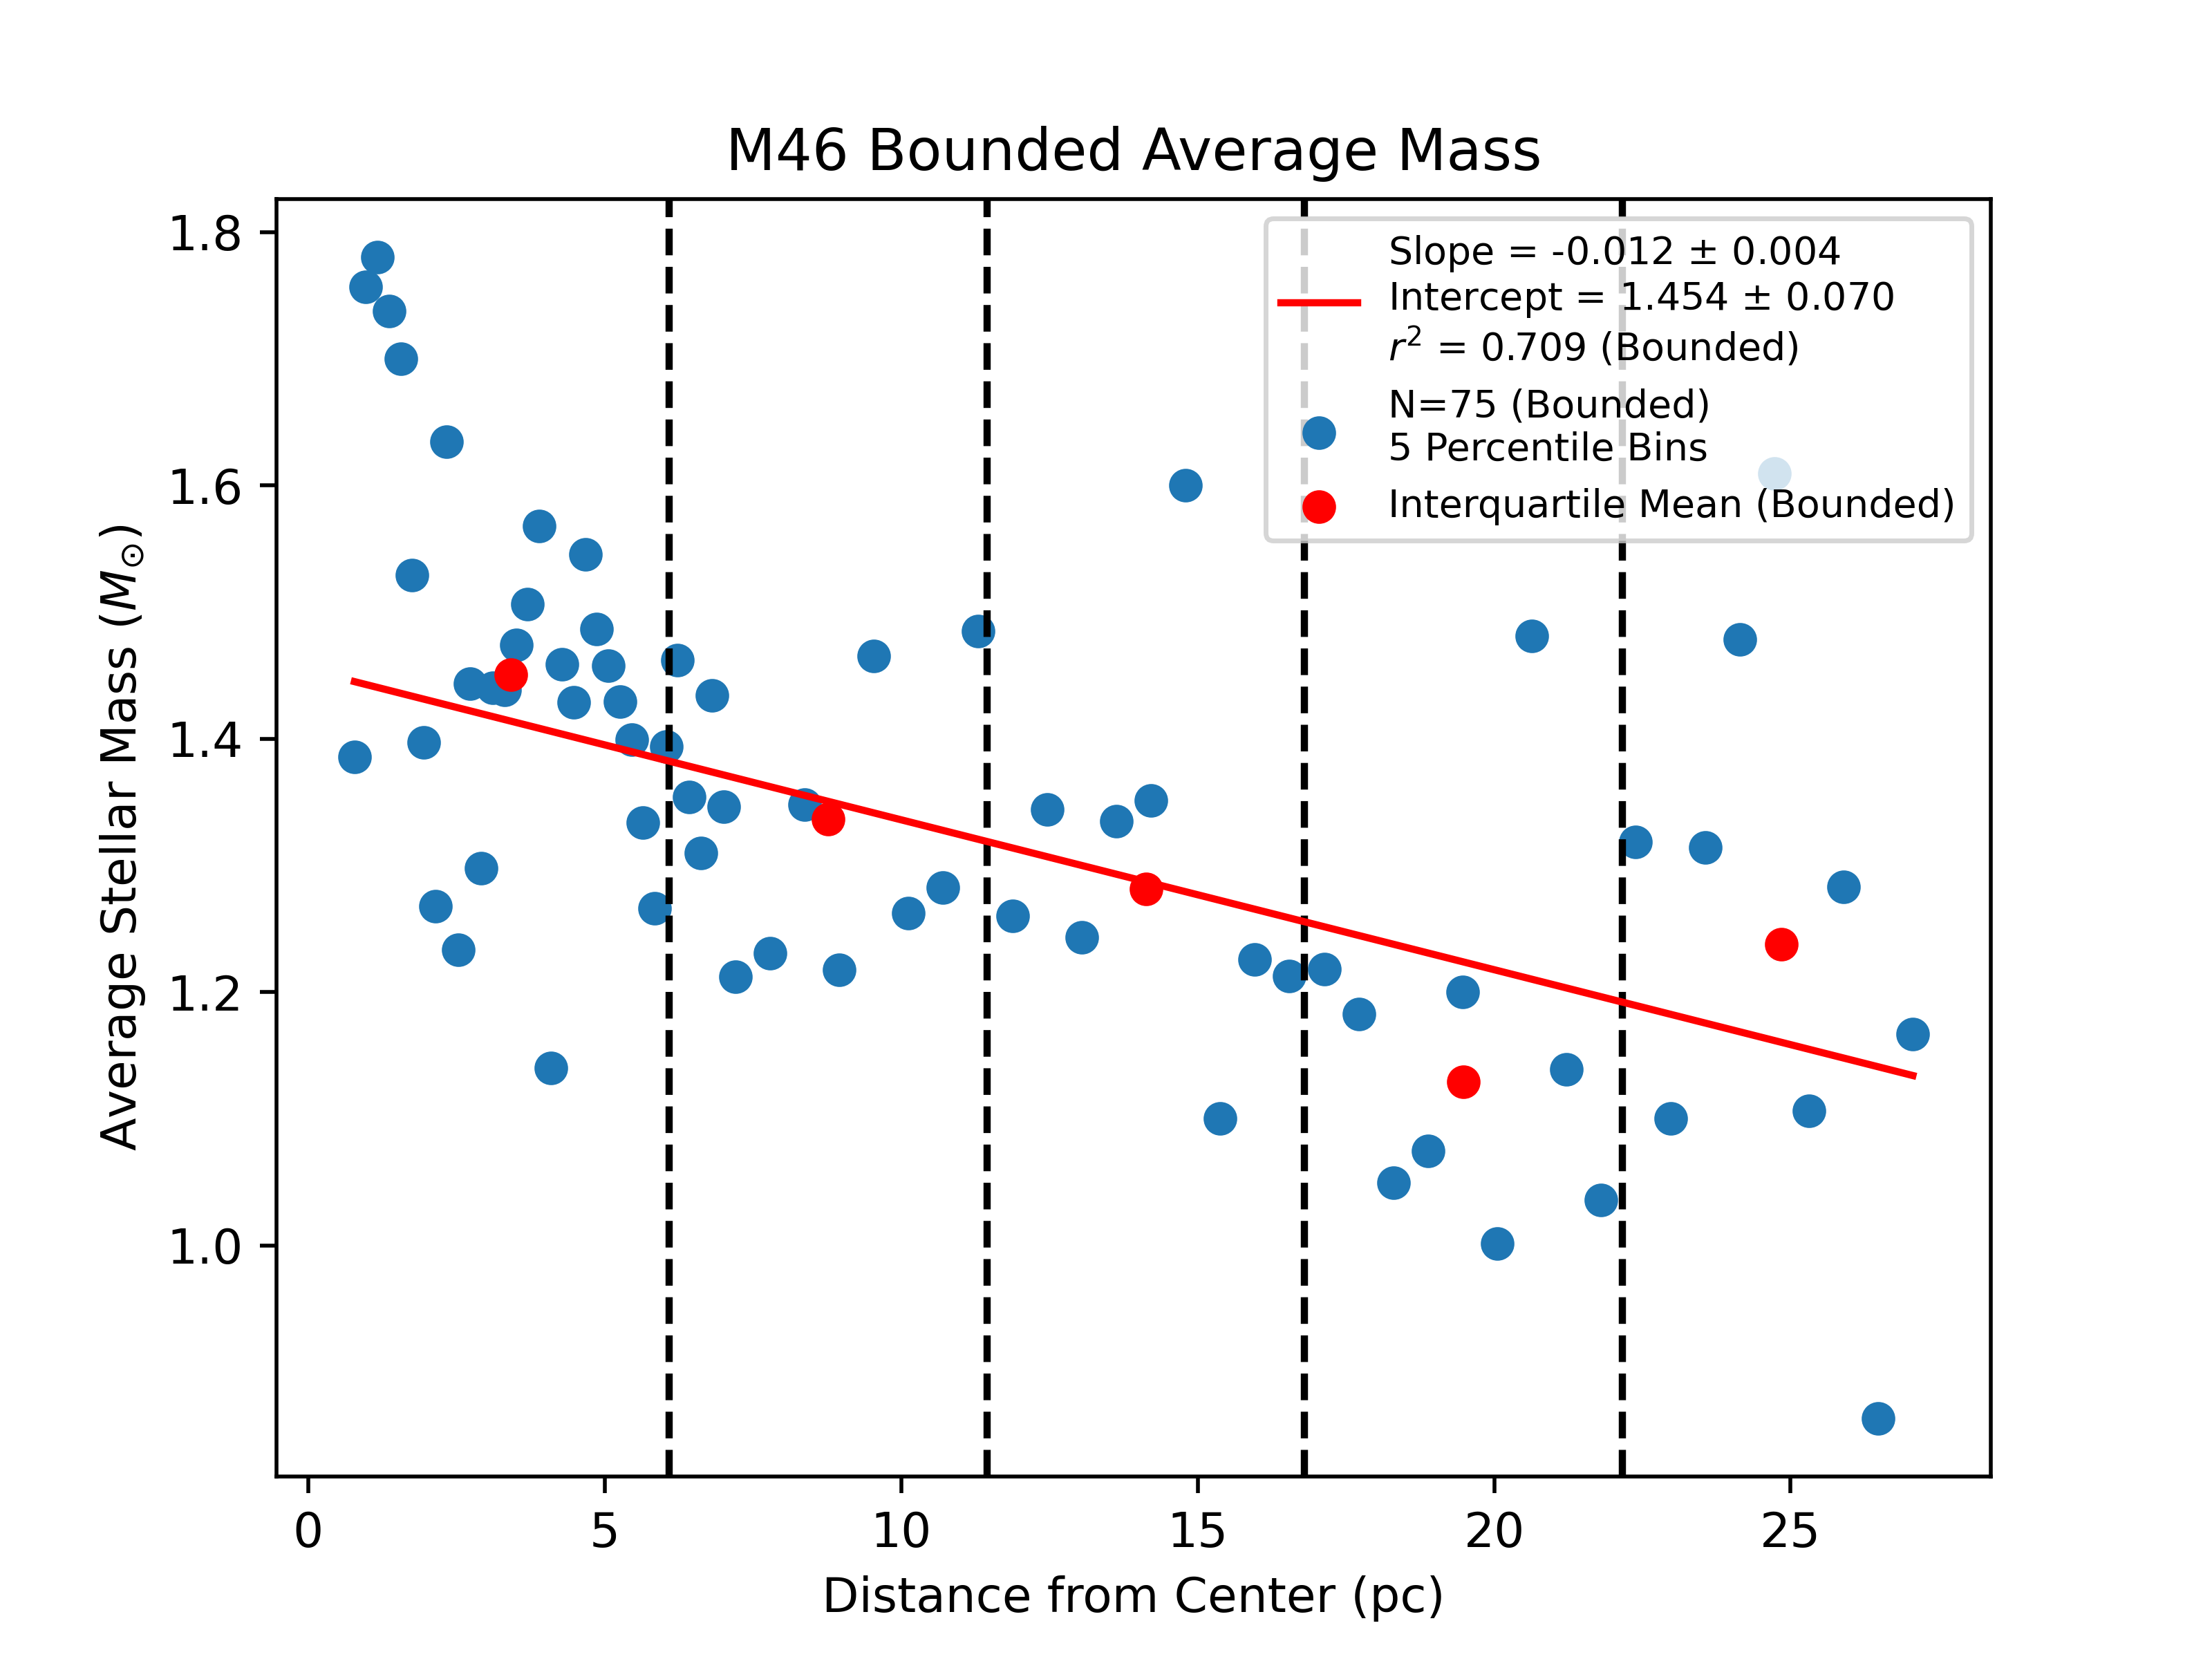 M46 Bounded Average Mass
Slope = -0.012 ± 0.004
Intercept = 1.454 ± 0.070
r² = 0.709 (Bounded)
N=75 (Bounded)
5 Percentile Bins
Interquartile Mean (Bounded)
Average Stellar Mass (M☉)
1.8
1.6
1.4
1.2
1.0
0 5 10 15 20 25
Distance from Center (pc)